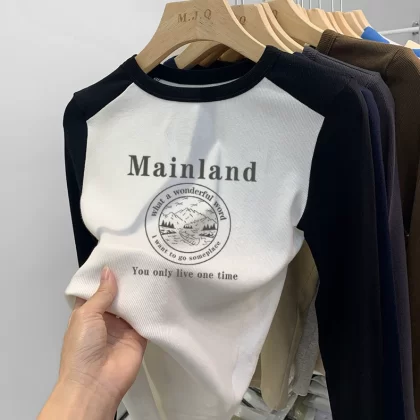 M.J.Q
Mainland
what a wonderful word
I want to go someplace
You only live one time